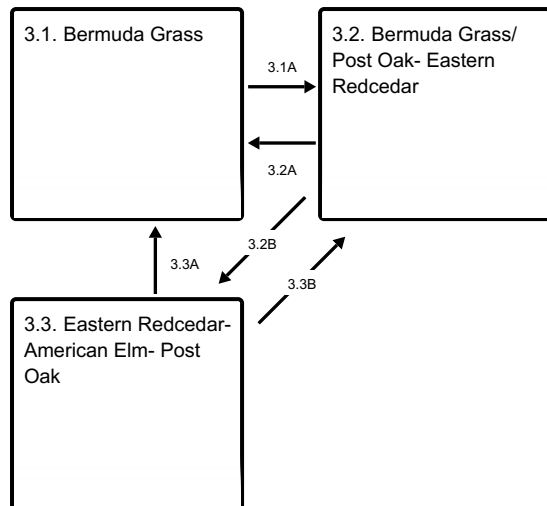 3.1. Bermuda Grass
3.2. Bermuda Grass/
Post Oak- Eastern
Redcedar
3.1A
3.2A
3.2B
3.3A
3.3B
3.3. Eastern Redcedar-
American Elm- Post
Oak